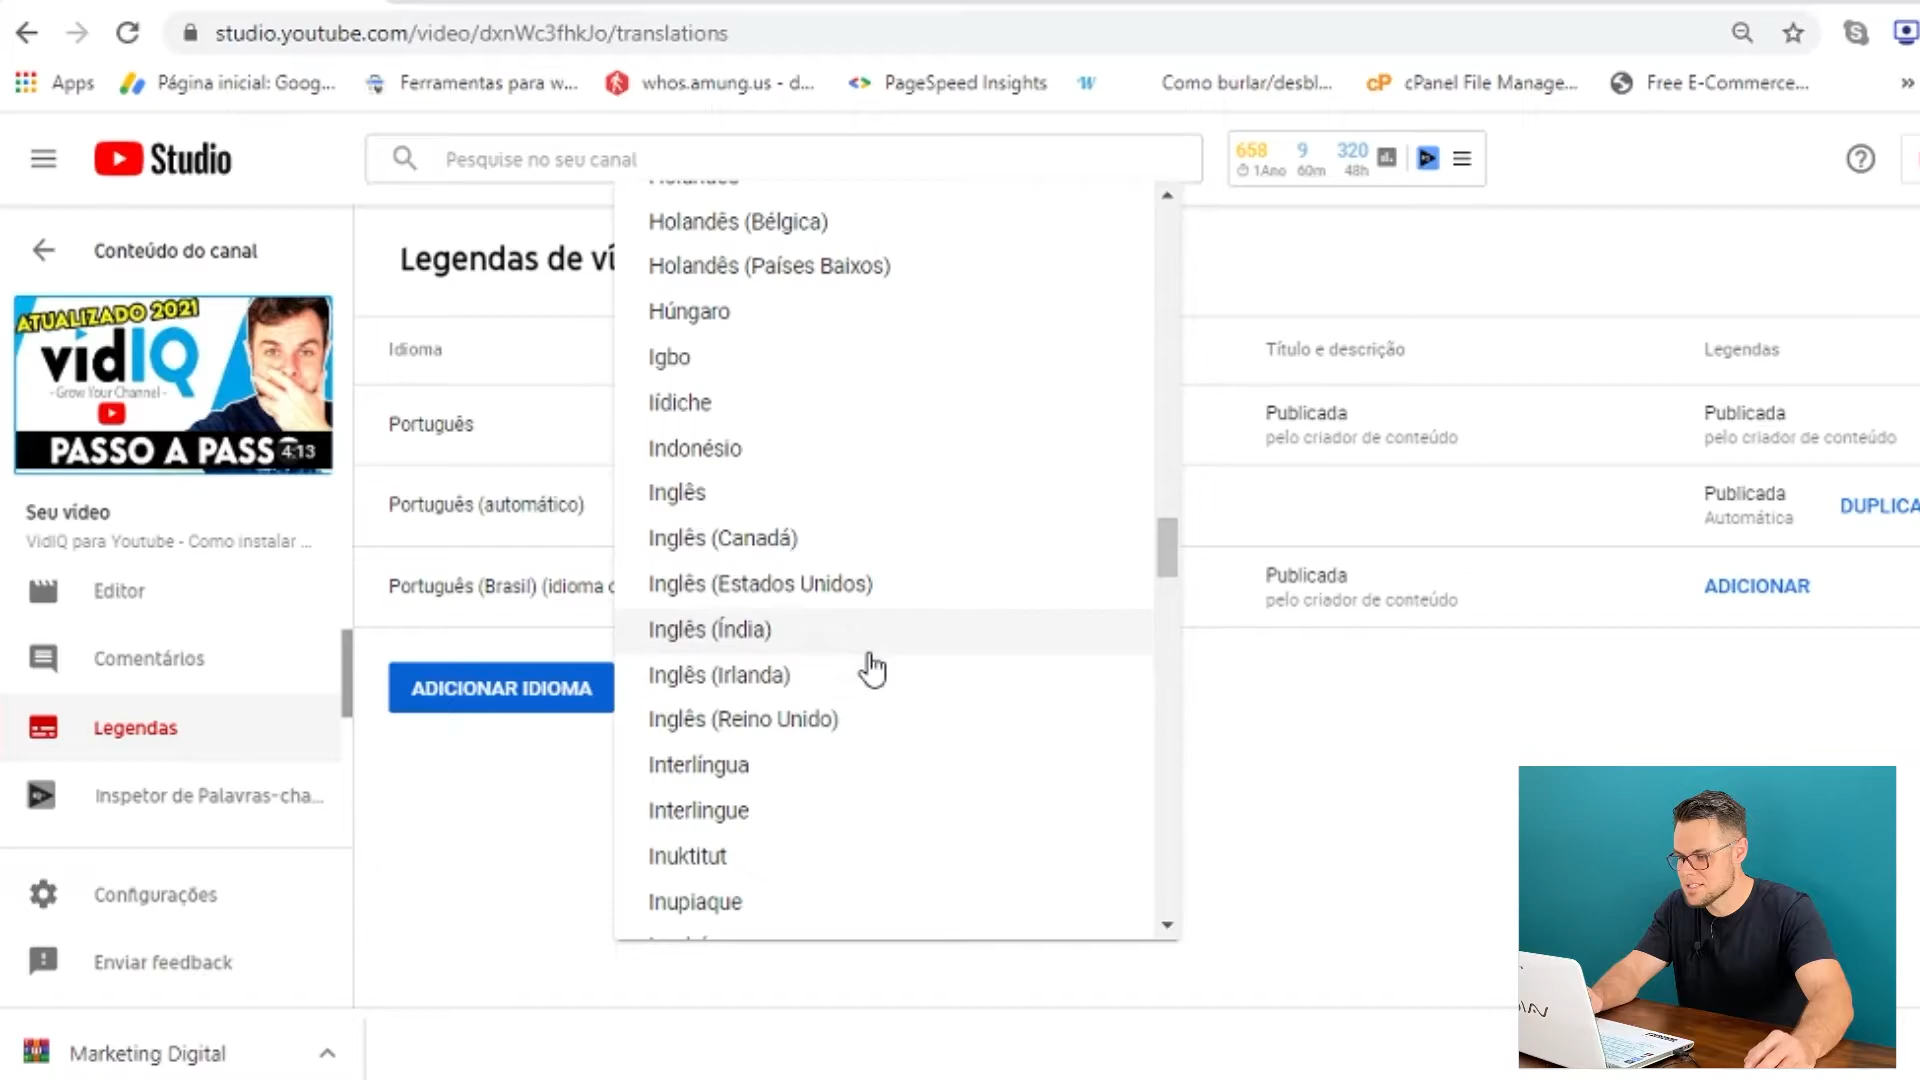 studio.youtube.com/video/dxnWc3fhkJo/translations
Apps
Página inicial: Goog...
Ferramentas para w...
whos.amung.us - d...
PageSpeed Insights
Como burlar/desbl...
cP
cPanel File Manage...
Free E-Commerce...
»
Studio
Pesquise no seu canal
658 9 320
1Ano 60m 48h
Conteúdo do canal
ATUALIZADO 2021
vidIQ
- Grow Your Channel -
PASSO A PASSO
4:13
Seu vídeo
VidIQ para Youtube - Como instalar ...
Editor
Comentários
Legendas
Inspetor de Palavras-cha...
Configurações
Enviar feedback
Marketing Digital
Legendas de ví
Idioma
Título e descrição
Legendas
Português
Publicada
pelo criador de conteúdo
Publicada
pelo criador de conteúdo
Português (automático)
Publicada
Automática
DUPLICA
Português (Brasil) (idioma
Publicada
pelo criador de conteúdo
ADICIONAR
ADICIONAR IDIOMA
Holandês (Bélgica)
Holandês (Países Baixos)
Húngaro
Igbo
Iídiche
Indonésio
Inglês
Inglês (Canadá)
Inglês (Estados Unidos)
Inglês (Índia)
Inglês (Irlanda)
Inglês (Reino Unido)
Interlíngua
Interlingue
Inuktitut
Inupiaque